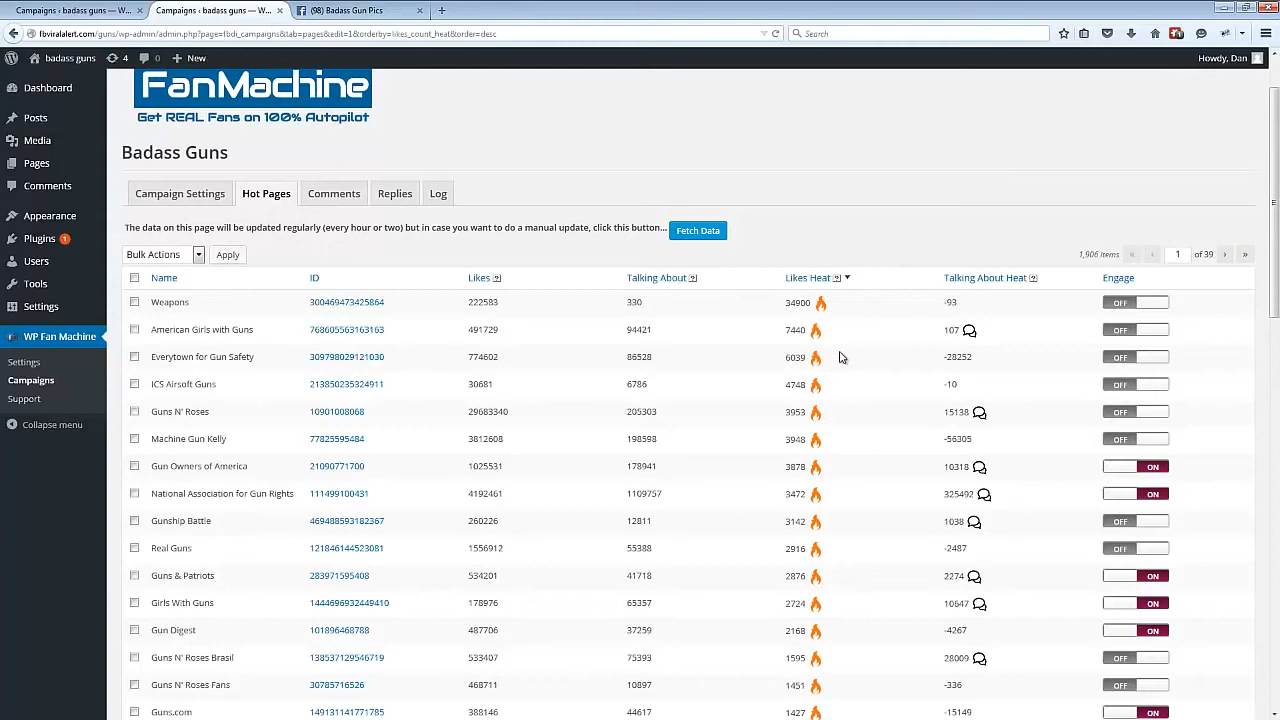 Campaigns ‹ badass guns — W... ×
Campaigns ‹ badass guns — W... ×
(98) Badass Gun Pics ×
fbviralalert.com/guns/wp-admin/admin.php?page=fbdi_campaigns&tab=pages&edit=1&orderby=likes_count_heat&order=desc
Search
badass guns 4 0 New
Howdy, Dan
Dashboard
Posts
Media
Pages
Comments
Appearance
Plugins 1
Users
Tools
Settings
WP Fan Machine
Settings
Campaigns
Support
Collapse menu
FanMachine
Get REAL Fans on 100% Autopilot
Badass Guns
Campaign Settings Hot Pages Comments Replies Log
The data on this page will be updated regularly (every hour or two) but in case you want to do a manual update, click this button... Fetch Data
Bulk Actions Apply 1,906 items « ‹ 1 of 39 › »
Name ID Likes ? Talking About ? Likes Heat ? Talking About Heat ? Engage
Weapons 300469473425864 222583 330 34900 -93 OFF
American Girls with Guns 768605563163163 491729 94421 7440 107 OFF
Everytown for Gun Safety 309798029121030 774602 86528 6039 -28252 OFF
ICS Airsoft Guns 213850235324911 30681 6786 4748 -10 OFF
Guns N' Roses 10901008068 29683340 205303 3953 15138 OFF
Machine Gun Kelly 77825595484 3812608 198598 3948 -56305 OFF
Gun Owners of America 21090771700 1025531 178941 3878 10318 ON
National Association for Gun Rights 111499100431 4192461 1109757 3472 325492 ON
Gunship Battle 469488593182367 260226 12811 3142 1038 OFF
Real Guns 121846144523081 1556912 55388 2916 -2487 OFF
Guns & Patriots 283971595408 534201 41718 2876 2274 ON
Girls With Guns 1444696932449410 178976 65357 2724 10647 ON
Gun Digest 101896468788 487706 37259 2168 -4267 ON
Guns N' Roses Brasil 138537129546719 533407 75393 1595 28009 OFF
Guns N' Roses Fans 30785716526 468711 10897 1451 -336 OFF
Guns.com 149131141771785 388146 44617 1427 -15149 ON